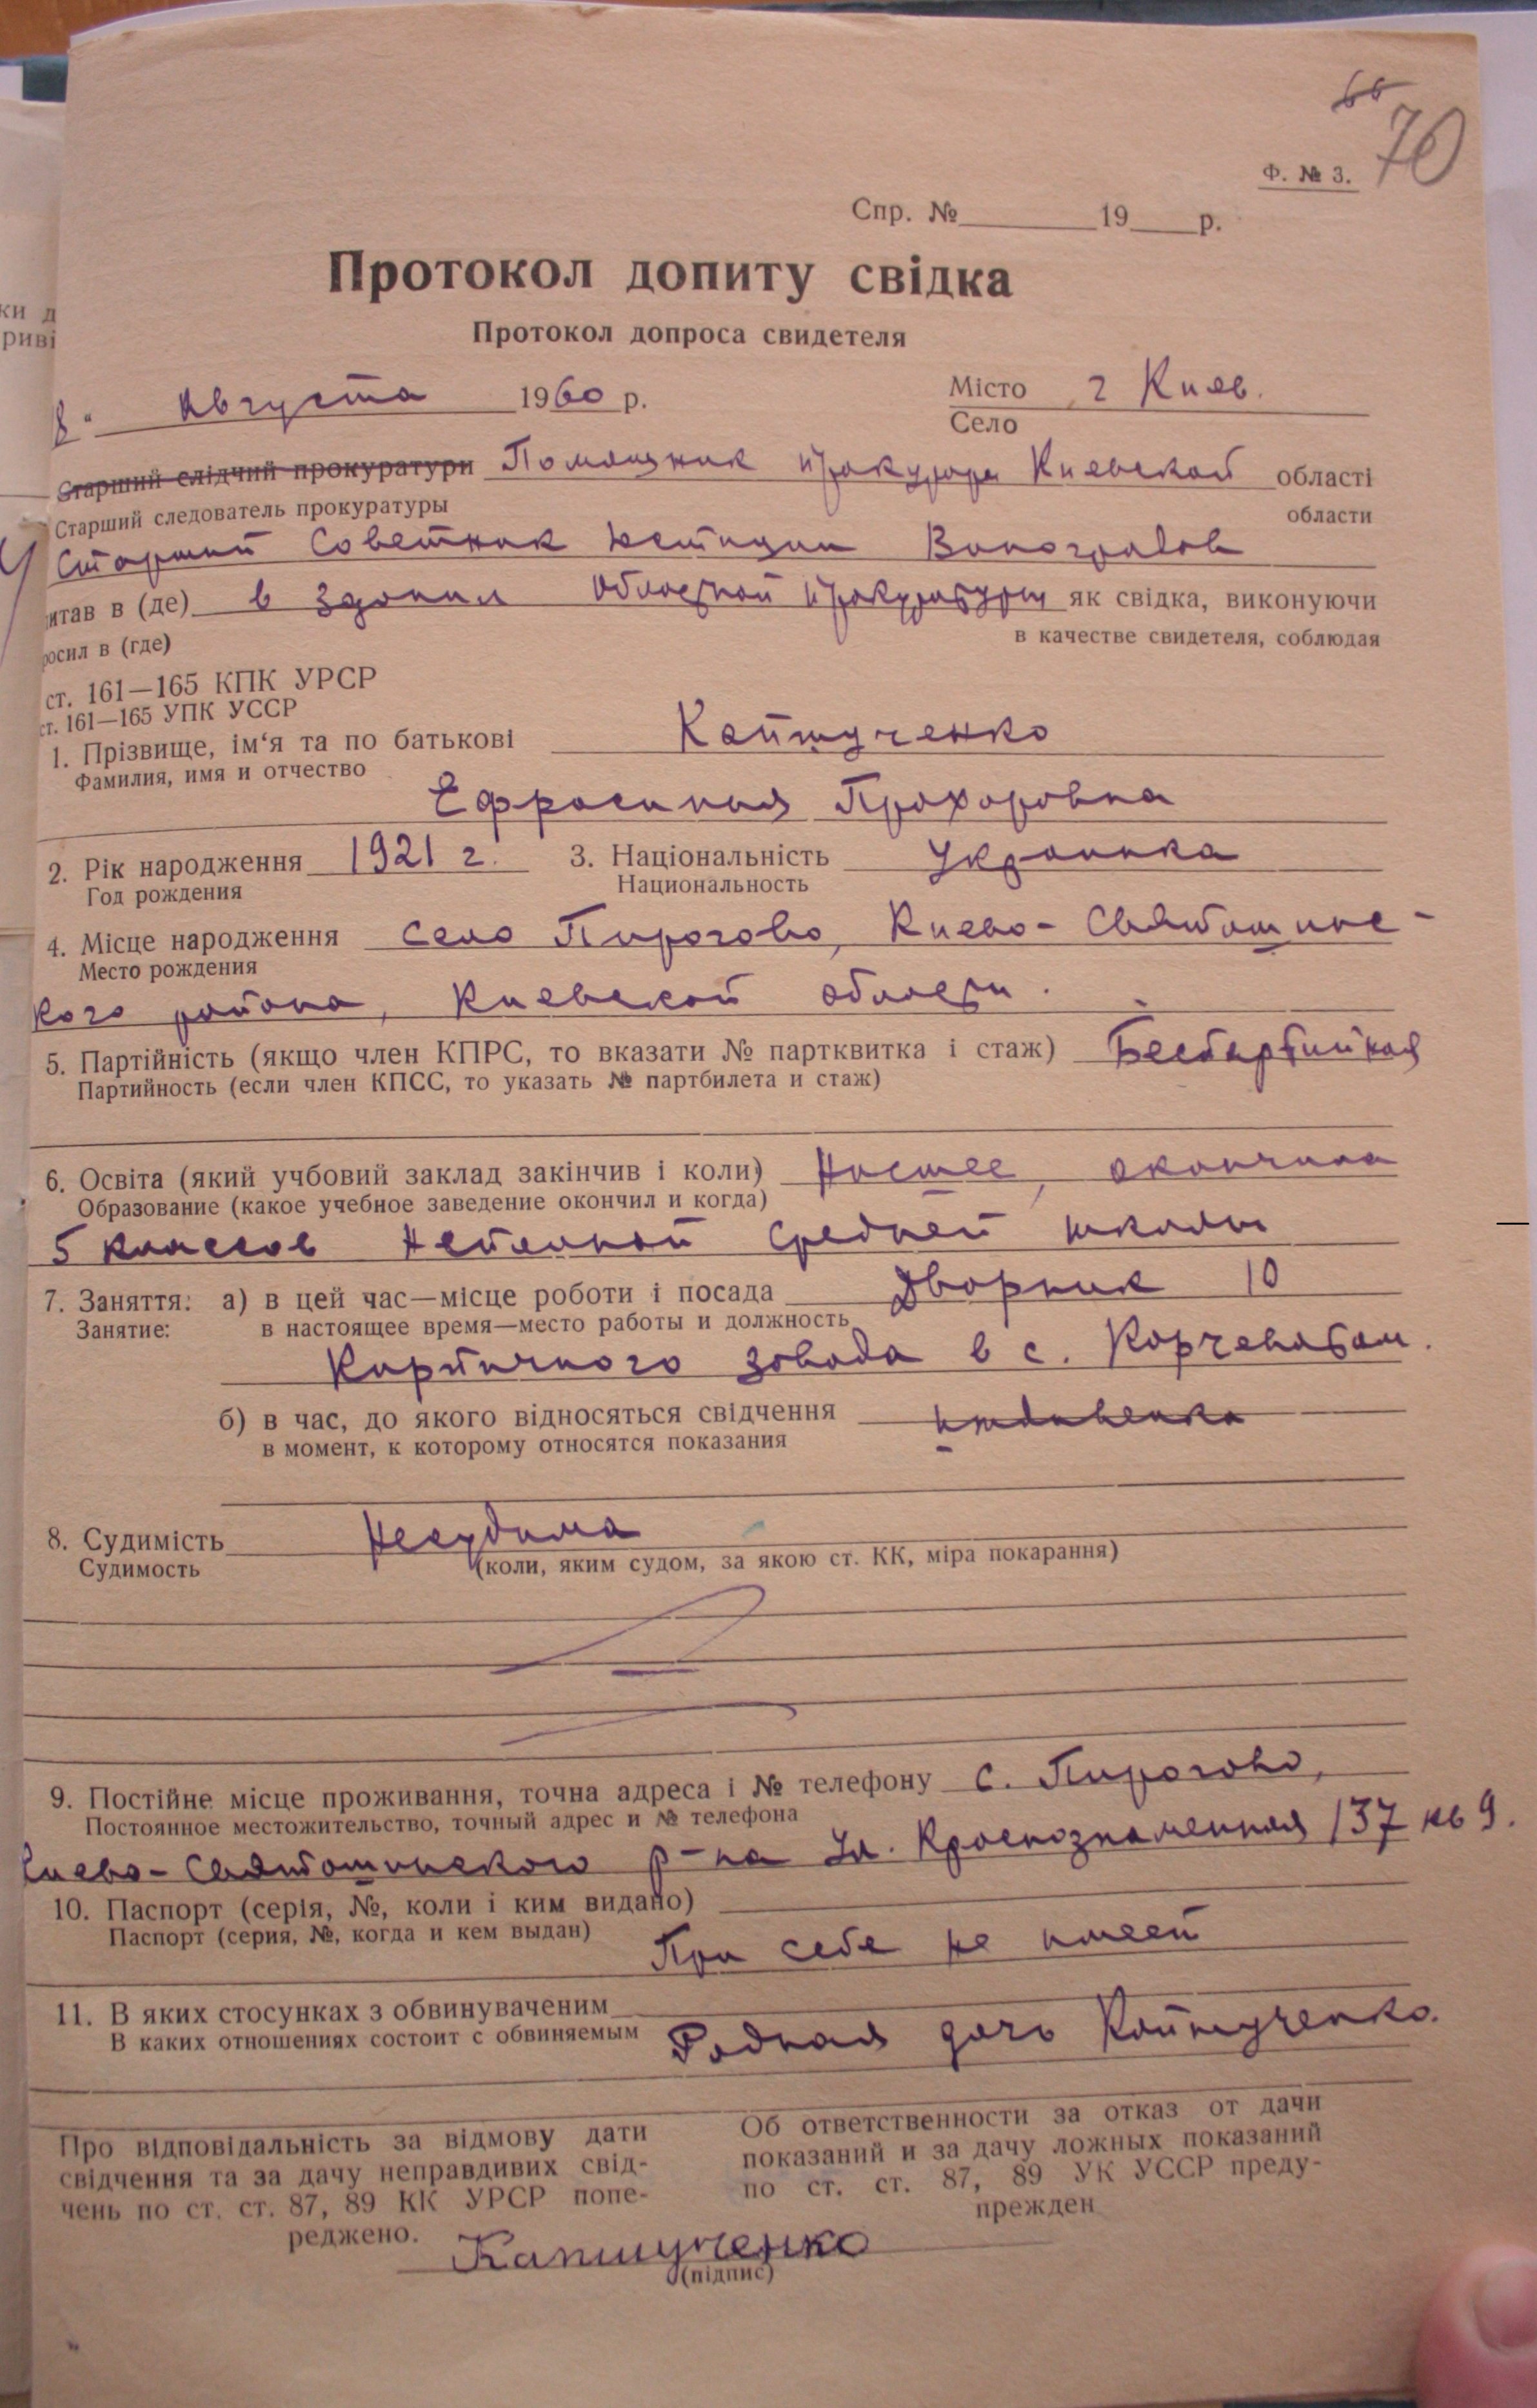 66
70
Ф. № 3.
Спр. №
19 р.
Протокол допиту свідка
Протокол допроса свидетеля
8 " Августа 1960 р.
Місто г Киев.
Село
Старший слідчий прокуратури Помощник прокурора Киевской області
Старший следователь прокуратуры области
Старший Советник юстиции Виноградов
итав в (де) в здании областной прокуратуры як свідка, виконуючи
росил в (где) в качестве свидетеля, соблюдая
ст. 161—165 КПК УРСР
ст. 161—165 УПК УССР
1. Прізвище, ім‘я та по батькові Капшученко
Фамилия, имя и отчество
Ефросиния Прохоровна
2. Рік народження 1921 г. 3. Національність Украинка
Год рождения Национальность
4. Місце народження село Пирогово, Киево-Святошинс-
Место рождения
кого района, Киевской области.
5. Партійність (якщо член КПРС, то вказати № партквитка і стаж) Беспартийная
Партийность (если член КПСС, то указать № партбилета и стаж)
6. Освіта (який учбовий заклад закінчив і коли) Низшее, окончила
Образование (какое учебное заведение окончил и когда)
5 классов Неполной средней школы
7. Заняття: а) в цей час—місце роботи і посада Дворник 10
Занятие: в настоящее время—место работы и должность
Кирпичного завода в с. Корчеватом.
б) в час, до якого відносяться свідчення
в момент, к которому относятся показания
8. Судимість Несудима
Судимость (коли, яким судом, за якою ст. КК, міра покарання)
9. Постійне місце проживання, точна адреса і № телефону с. Пирогово,
Постоянное местожительство, точный адрес и № телефона
Киево-Святошинского р-на ул. Краснознаменная 137 кв 9.
10. Паспорт (серія, №, коли і ким видано)
Паспорт (серия, №, когда и кем выдан)
При себе не имеет
11. В яких стосунках з обвинуваченим
В каких отношениях состоит с обвиняемым Родная дочь Капшученко.
Про відповідальність за відмову дати
свідчення та за дачу неправдивих свід-
чень по ст. ст. 87, 89 КК УРСР попе-
реджено.
Об ответственности за отказ от дачи
показаний и за дачу ложных показаний
по ст. ст. 87, 89 УК УССР преду-
прежден
Капшученко
(підпис)